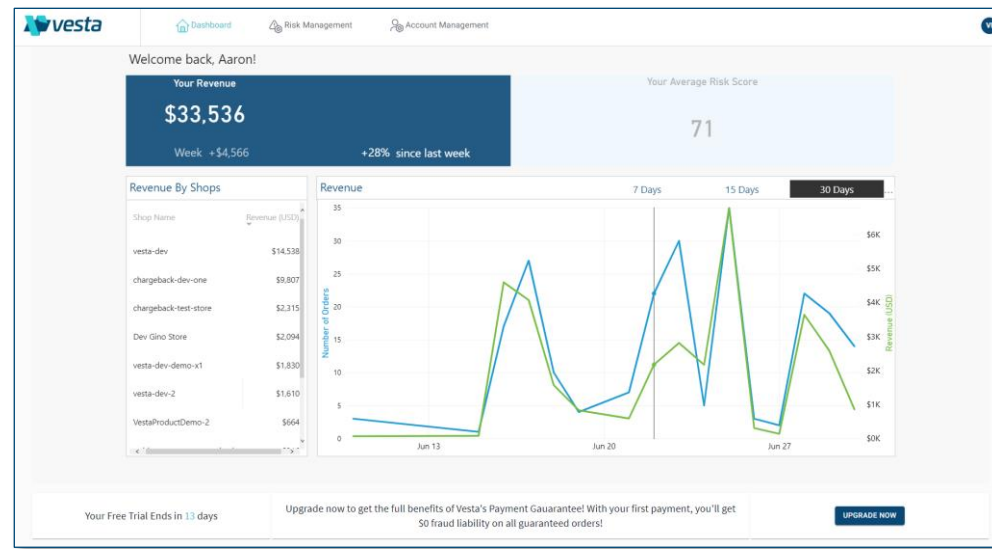 vesta
Dashboard
Risk Management
Account Management
Welcome back, Aaron!
Your Revenue
$33,536
Week +$4,566
+28% since last week
Your Average Risk Score
71
Revenue By Shops
Shop Name
Revenue (USD)
vesta-dev
$14,538
chargeback-dev-one
$9,807
chargeback-test-store
$2,315
Dev Gino Store
$2,094
vesta-dev-demo-x1
$1,830
vesta-dev-2
$1,610
VestaProductDemo-2
$664
Revenue
7 Days
15 Days
30 Days
...
35
30
25
20
15
10
5
0
Number of Orders
Jun 13
Jun 20
Jun 27
$6K
$5K
$4K
$3K
$2K
$1K
$0K
Revenue (USD)
Your Free Trial Ends in 13 days
Upgrade now to get the full benefits of Vesta's Payment Gauarantee! With your first payment, you'll get
$0 fraud liability on all guaranteed orders!
UPGRADE NOW